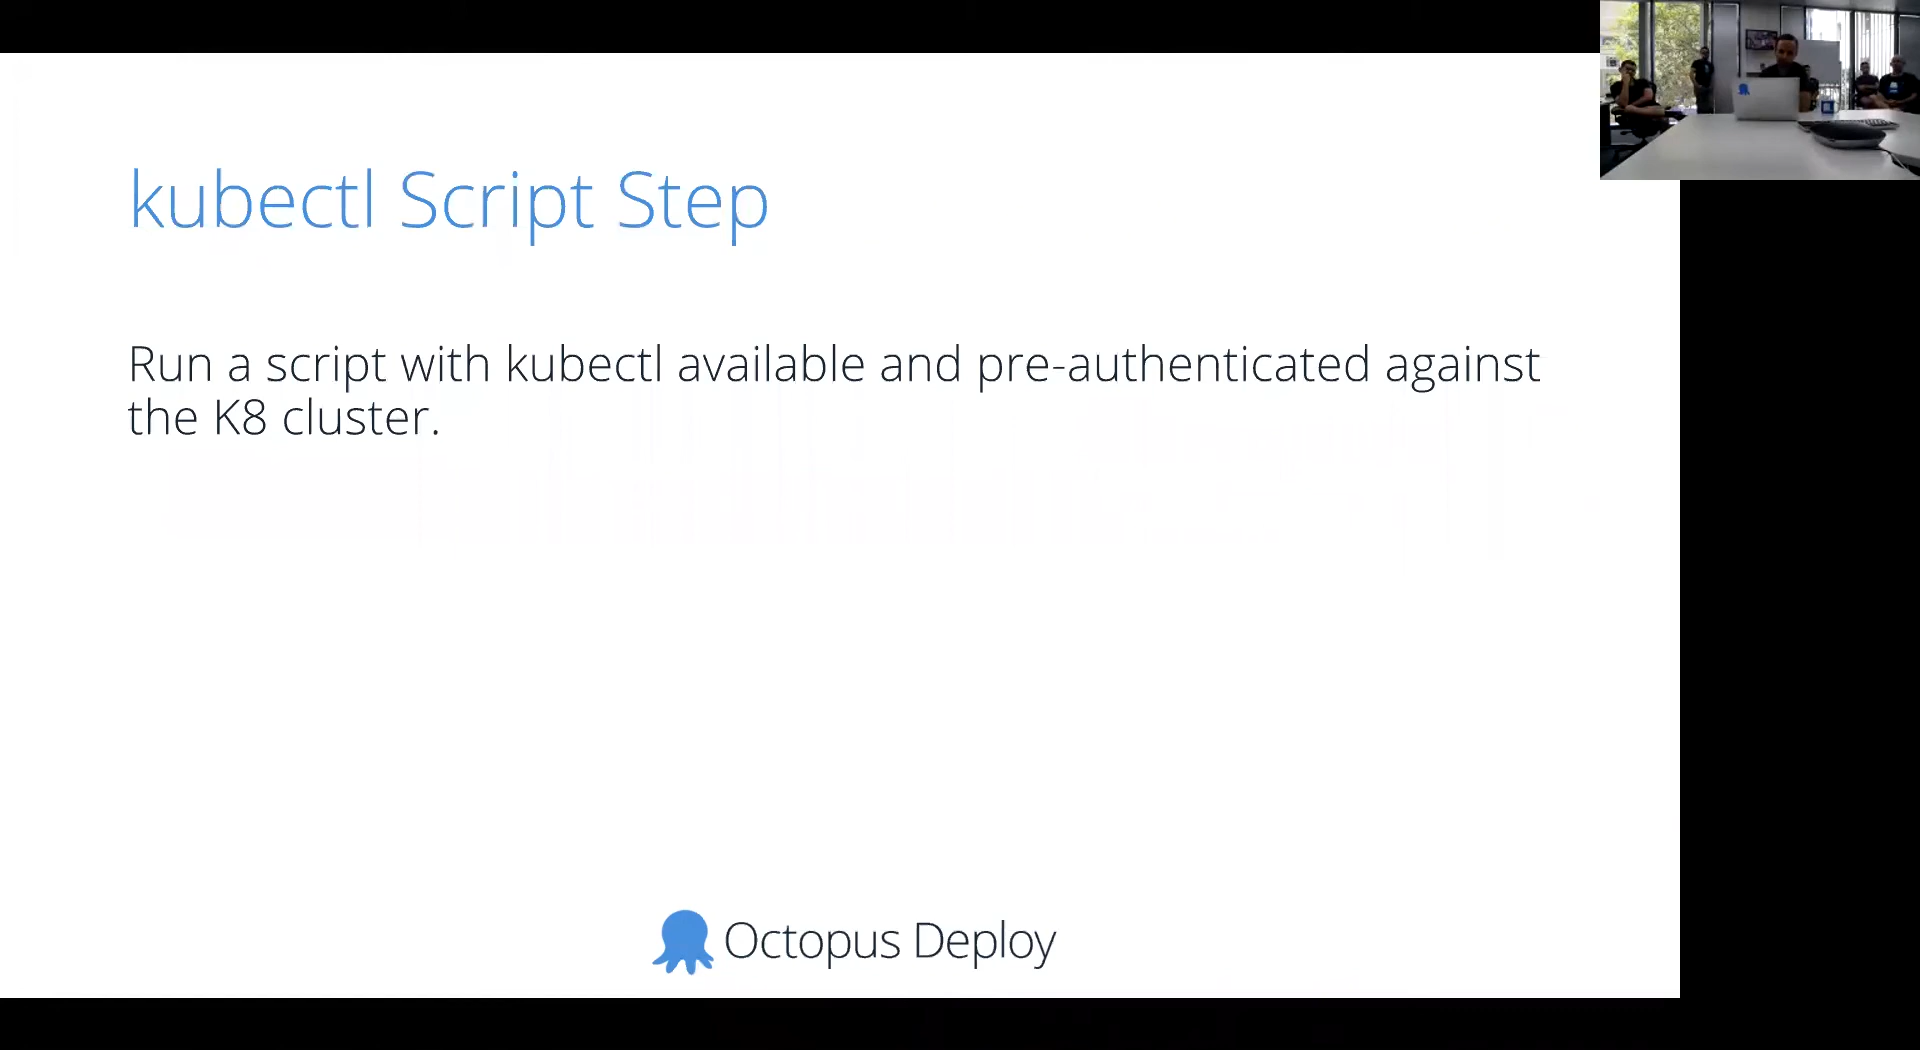 kubectl Script Step
Run a script with kubectl available and pre-authenticated against
the K8 cluster.
Octopus Deploy